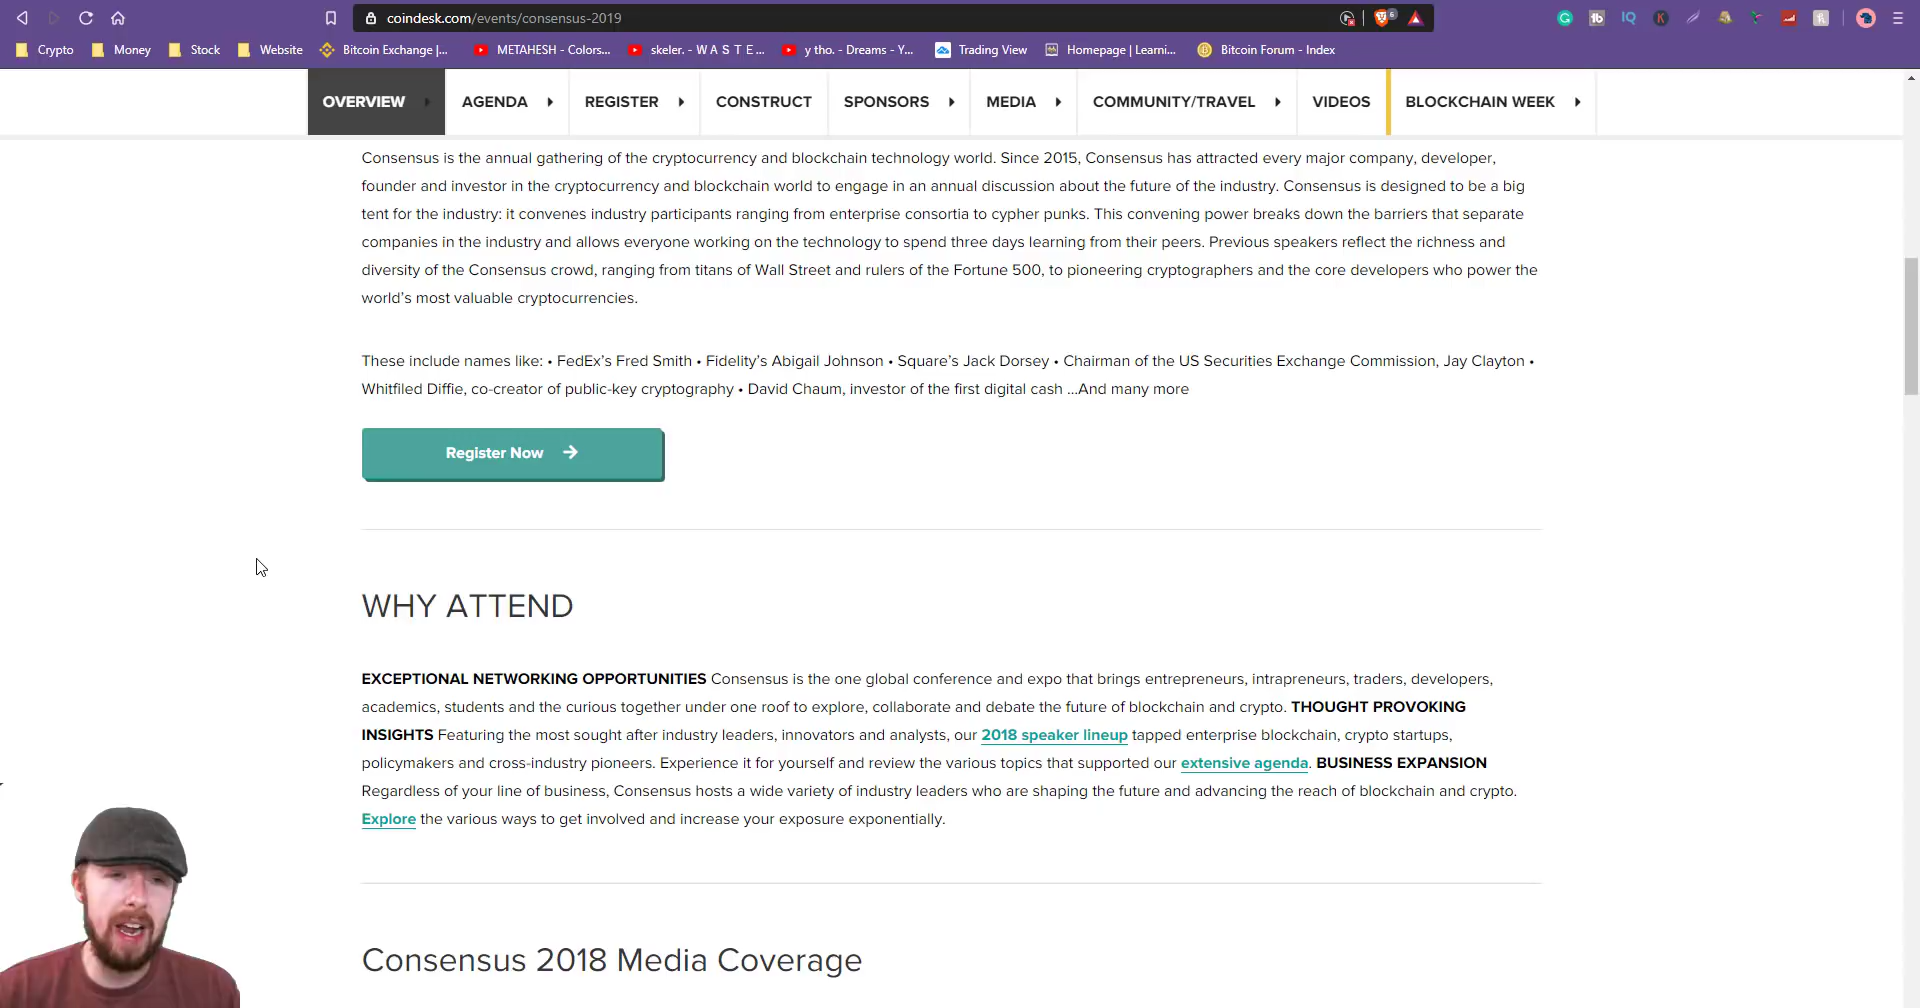 coindesk.com/events/consensus-2019
6
Crypto
Money
Stock
Website
Bitcoin Exchange |...
METAHESH - Colors...
skeler. - W A S T E ...
y tho. - Dreams - Y...
Trading View
Homepage | Learni...
Bitcoin Forum - Index
OVERVIEW
AGENDA
REGISTER
CONSTRUCT
SPONSORS
MEDIA
COMMUNITY/TRAVEL
VIDEOS
BLOCKCHAIN WEEK
Consensus is the annual gathering of the cryptocurrency and blockchain technology world. Since 2015, Consensus has attracted every major company, developer,
founder and investor in the cryptocurrency and blockchain world to engage in an annual discussion about the future of the industry. Consensus is designed to be a big
tent for the industry: it convenes industry participants ranging from enterprise consortia to cypher punks. This convening power breaks down the barriers that separate
companies in the industry and allows everyone working on the technology to spend three days learning from their peers. Previous speakers reflect the richness and
diversity of the Consensus crowd, ranging from titans of Wall Street and rulers of the Fortune 500, to pioneering cryptographers and the core developers who power the
world's most valuable cryptocurrencies.
These include names like: • FedEx's Fred Smith • Fidelity's Abigail Johnson • Square's Jack Dorsey • Chairman of the US Securities Exchange Commission, Jay Clayton •
Whitfiled Diffie, co-creator of public-key cryptography • David Chaum, investor of the first digital cash ...And many more
Register Now
WHY ATTEND
EXCEPTIONAL NETWORKING OPPORTUNITIES Consensus is the one global conference and expo that brings entrepreneurs, intrapreneurs, traders, developers,
academics, students and the curious together under one roof to explore, collaborate and debate the future of blockchain and crypto. THOUGHT PROVOKING
INSIGHTS Featuring the most sought after industry leaders, innovators and analysts, our 2018 speaker lineup tapped enterprise blockchain, crypto startups,
policymakers and cross-industry pioneers. Experience it for yourself and review the various topics that supported our extensive agenda. BUSINESS EXPANSION
Regardless of your line of business, Consensus hosts a wide variety of industry leaders who are shaping the future and advancing the reach of blockchain and crypto.
Explore the various ways to get involved and increase your exposure exponentially.
Consensus 2018 Media Coverage